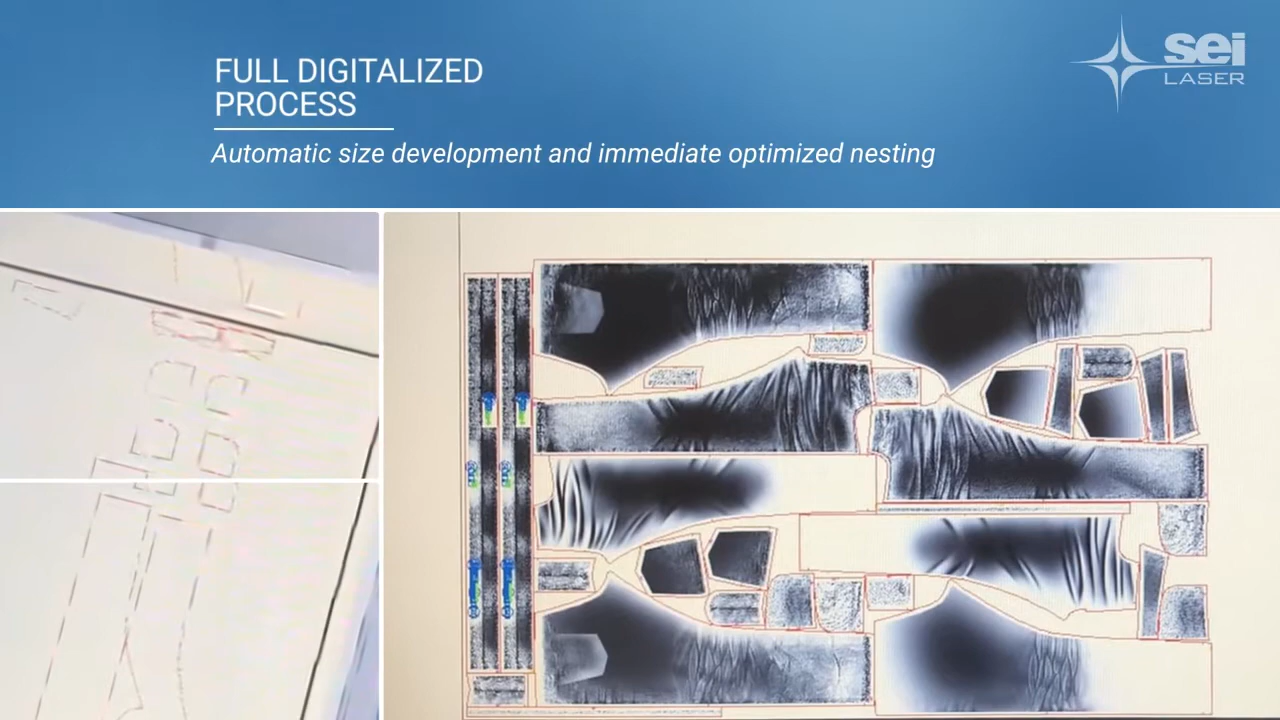 FULL DIGITALIZED
PROCESS
Automatic size development and immediate optimized nesting
sei
LASER